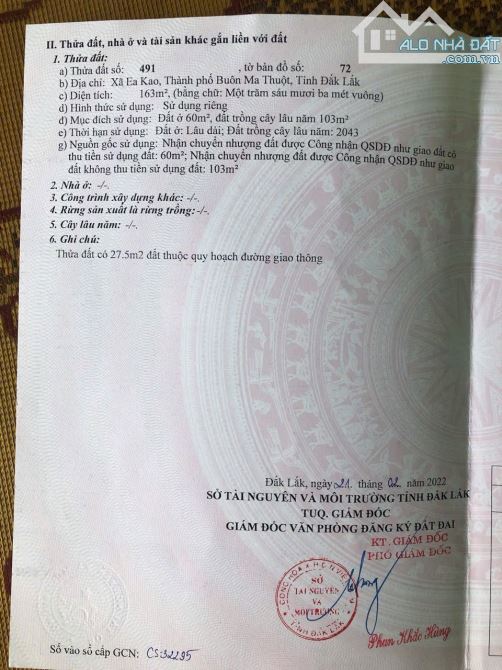 ALO NHÀ ĐẤT
II. Thửa đất, nhà ở và tài sản khác gắn liền với đất
1. Thửa đất:
a) Thửa đất số: 491 , tờ bản đồ số: 72
b) Địa chỉ: Xã Ea Kao, Thành phố Buôn Ma Thuột, Tỉnh Đắk Lắk
c) Diện tích: 163m², (bằng chữ: Một trăm sáu mươi ba mét vuông)
d) Hình thức sử dụng: Sử dụng riêng
đ) Mục đích sử dụng: Đất ở 60m², đất trồng cây lâu năm 103m²
e) Thời hạn sử dụng: Đất ở: Lâu dài; Đất trồng cây lâu năm: 2043
g) Nguồn gốc sử dụng: Nhận chuyển nhượng đất được Công nhận QSDĐ như giao đất có
thu tiền sử dụng đất: 60m²; Nhận chuyển nhượng đất được Công nhận QSDĐ như giao
đất không thu tiền sử dụng đất: 103m²
2. Nhà ở: -/-.
3. Công trình xây dựng khác: -/-.
4. Rừng sản xuất là rừng trồng: -/-.
5. Cây lâu năm: -/-.
6. Ghi chú:
Thửa đất có 27.5m2 đất thuộc quy hoạch đường giao thông
Đắk Lắk, ngày 21 tháng 02 năm 2022
SỞ TÀI NGUYÊN VÀ MÔI TRƯỜNG TỈNH ĐẮK LẮK
TUQ. GIÁM ĐỐC
GIÁM ĐỐC VĂN PHÒNG ĐĂNG KÝ ĐẤT ĐAI
KT. GIÁM ĐỐC
PHÓ GIÁM ĐỐC
SỞ
TÀI NGUYÊN
VÀ
MÔI TRƯỜNG
TỈNH ĐẮK LẮK
Phan Khắc Hùng
Số vào sổ cấp GCN: CS32295